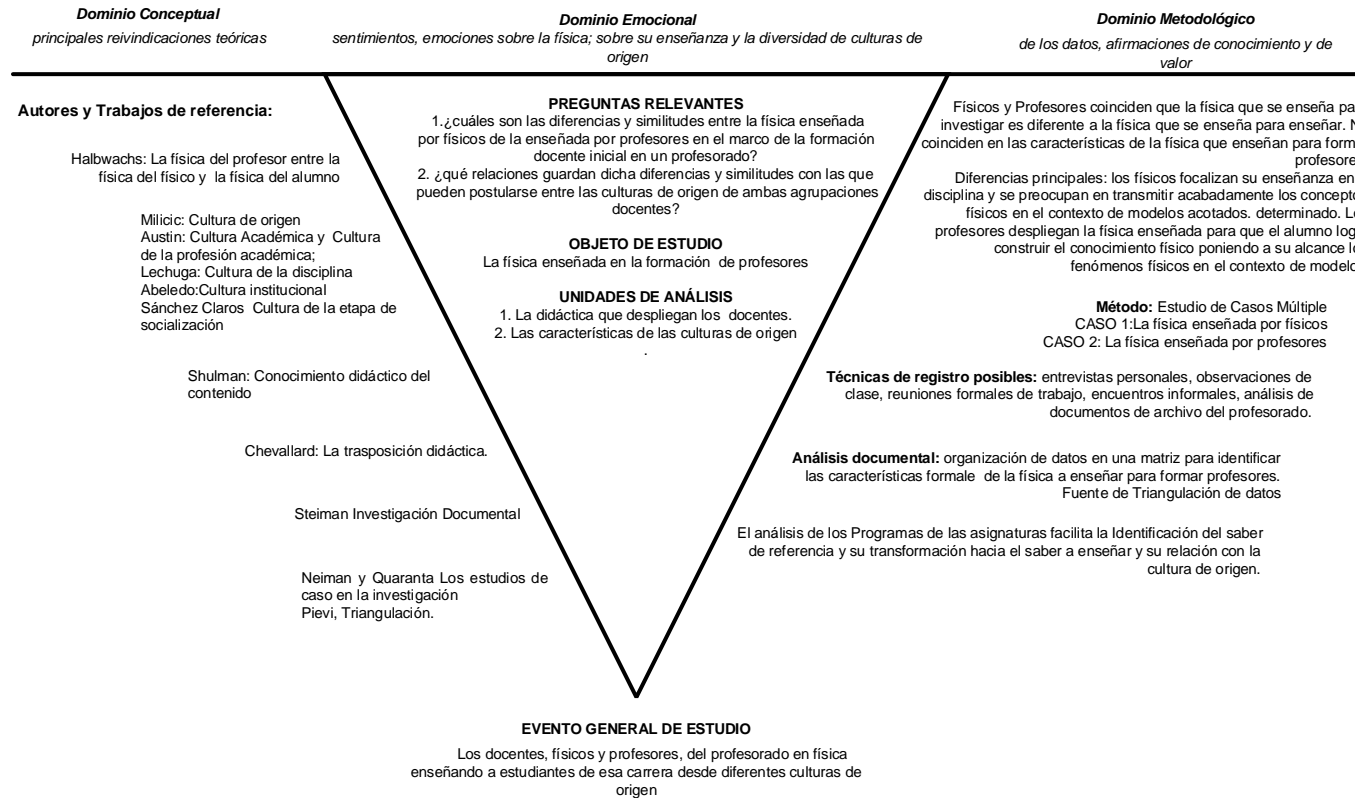 Dominio Conceptual
principales reivindicaciones teóricas
Dominio Emocional
sentimientos, emociones sobre la física; sobre su enseñanza y la diversidad de culturas de
origen
Dominio Metodológico
de los datos, afirmaciones de conocimiento y de
valor
Autores y Trabajos de referencia:
Halbwachs: La física del profesor entre la
física del físico y la física del alumno
Milicic: Cultura de origen
Austin: Cultura Académica y Cultura
de la profesión académica;
Lechuga: Cultura de la disciplina
Abeledo:Cultura institucional
Sánchez Claros Cultura de la etapa de
socialización
Shulman: Conocimiento didáctico del
contenido
Chevallard: La trasposición didáctica.
Steiman Investigación Documental
Neiman y Quaranta Los estudios de
caso en la investigación
Pievi, Triangulación.
PREGUNTAS RELEVANTES
1.¿cuáles son las diferencias y similitudes entre la física enseñada
por físicos de la enseñada por profesores en el marco de la formación
docente inicial en un profesorado?
2. ¿qué relaciones guardan dicha diferencias y similitudes con las que
pueden postularse entre las culturas de origen de ambas agrupaciones
docentes?
OBJETO DE ESTUDIO
La física enseñada en la formación de profesores
UNIDADES DE ANÁLISIS
1. La didáctica que despliegan los docentes.
2. Las características de las culturas de origen
.
Físicos y Profesores coinciden que la física que se enseña
investigar es diferente a la física que se enseña para enseñar.
coinciden en las características de la física que enseñan para
Diferencias principales: los físicos focalizan su enseñanza en
disciplina y se preocupan en transmitir acabadamente los
físicos en el contexto de modelos acotados. determinado.
profesores despliegan la física enseñada para que el alumno
construir el conocimiento físico poniendo a su alcance
fenómenos físicos en el contexto de
Método: Estudio de Casos Múltiple
CASO 1:La física enseñada por físicos
CASO 2: La física enseñada por profesores
Técnicas de registro posibles: entrevistas personales, observaciones de
clase, reuniones formales de trabajo, encuentros informales, análisis de
documentos de archivo del profesorado.
Análisis documental: organización de datos en una matriz para identificar
las características formale de la física a enseñar para formar profesores.
Fuente de Triangulación de datos
El análisis de los Programas de las asignaturas facilita la Identificación del saber
de referencia y su transformación hacia el saber a enseñar y su relación con la
cultura de origen.
EVENTO GENERAL DE ESTUDIO
Los docentes, físicos y profesores, del profesorado en física
enseñando a estudiantes de esa carrera desde diferentes culturas de
origen